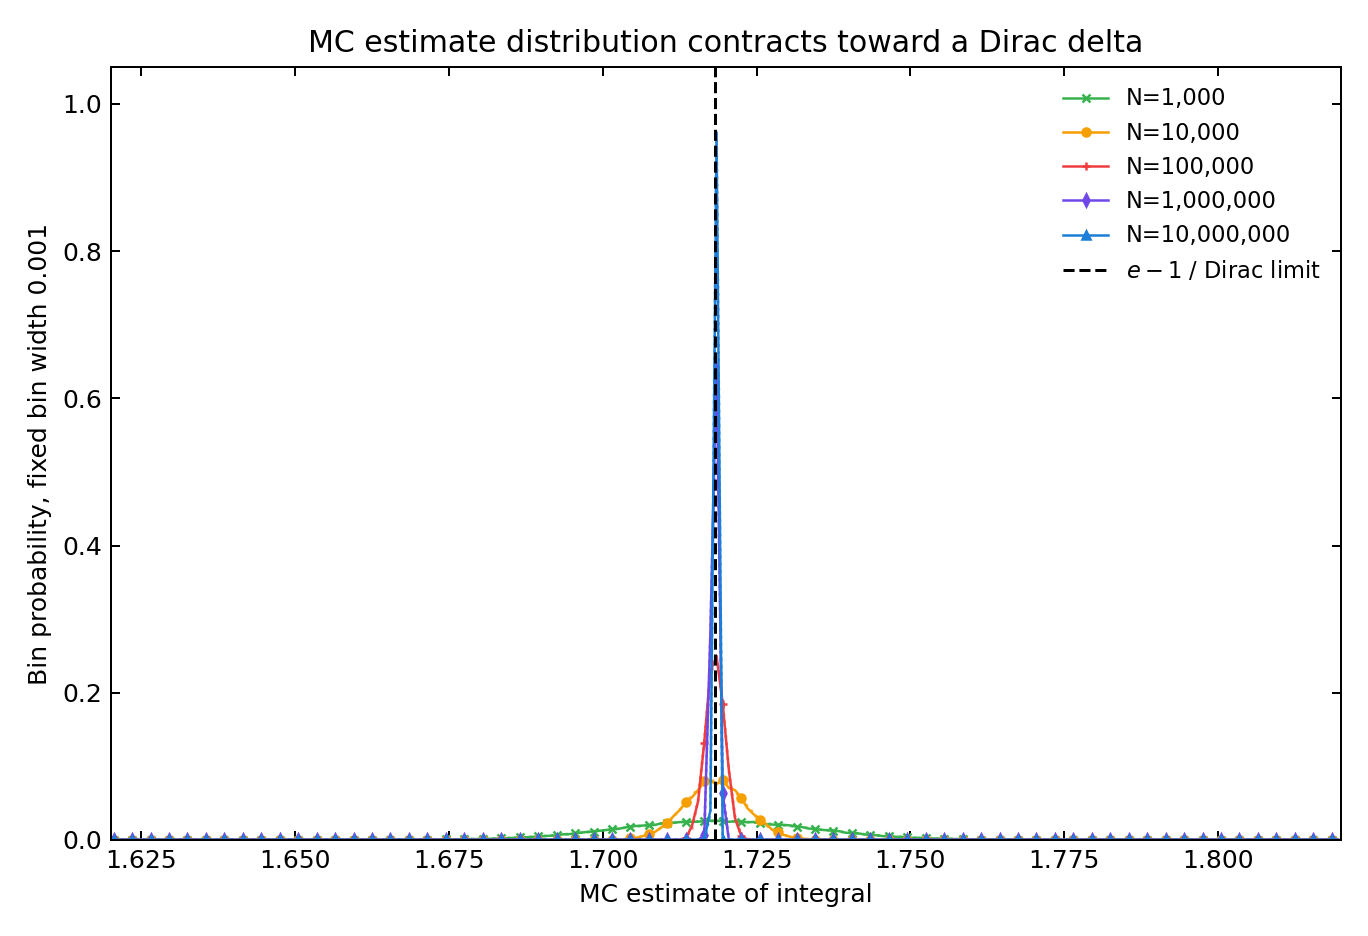 MC estimate distribution contracts toward a Dirac delta
N=1,000
N=10,000
N=100,000
N=1,000,000
N=10,000,000
e − 1 / Dirac limit
Bin probability, fixed bin width 0.001
1.0
0.8
0.6
0.4
0.2
0.0
1.625 1.650 1.675 1.700 1.725 1.750 1.775 1.800
MC estimate of integral